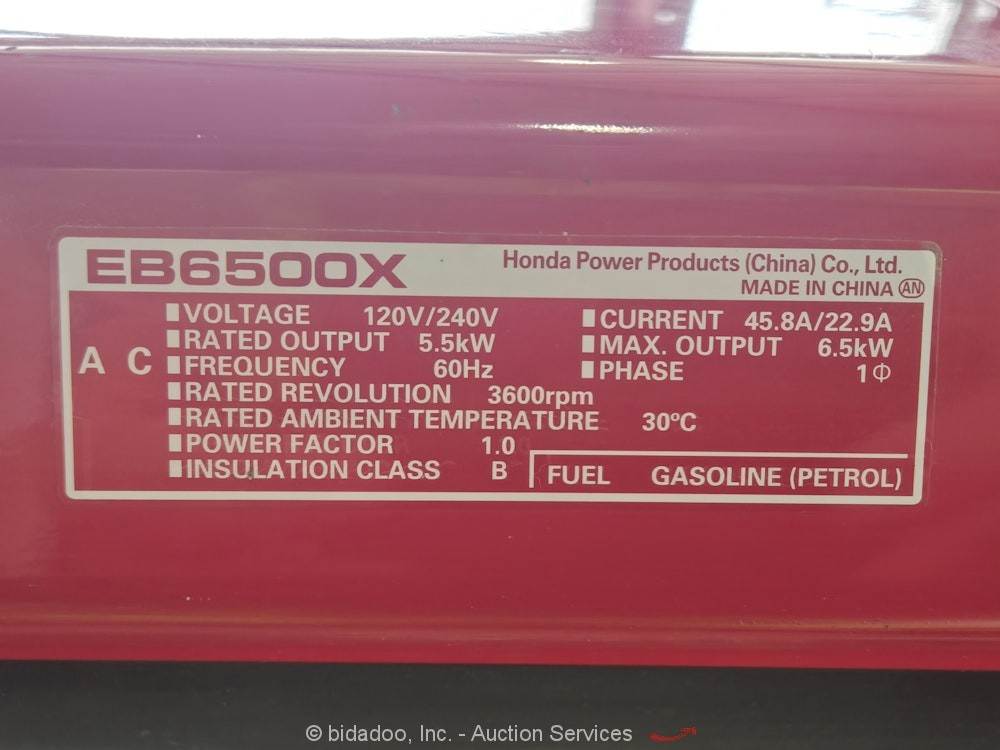 EB6500X Honda Power Products (China) Co., Ltd.
MADE IN CHINA AN
VOLTAGE 120V/240V CURRENT 45.8A/22.9A
RATED OUTPUT 5.5kW MAX. OUTPUT 6.5kW
A C FREQUENCY 60Hz PHASE 1Φ
RATED REVOLUTION 3600rpm
RATED AMBIENT TEMPERATURE 30ºC
POWER FACTOR 1.0
INSULATION CLASS B FUEL GASOLINE (PETROL)
© bidadoo, Inc. - Auction Services